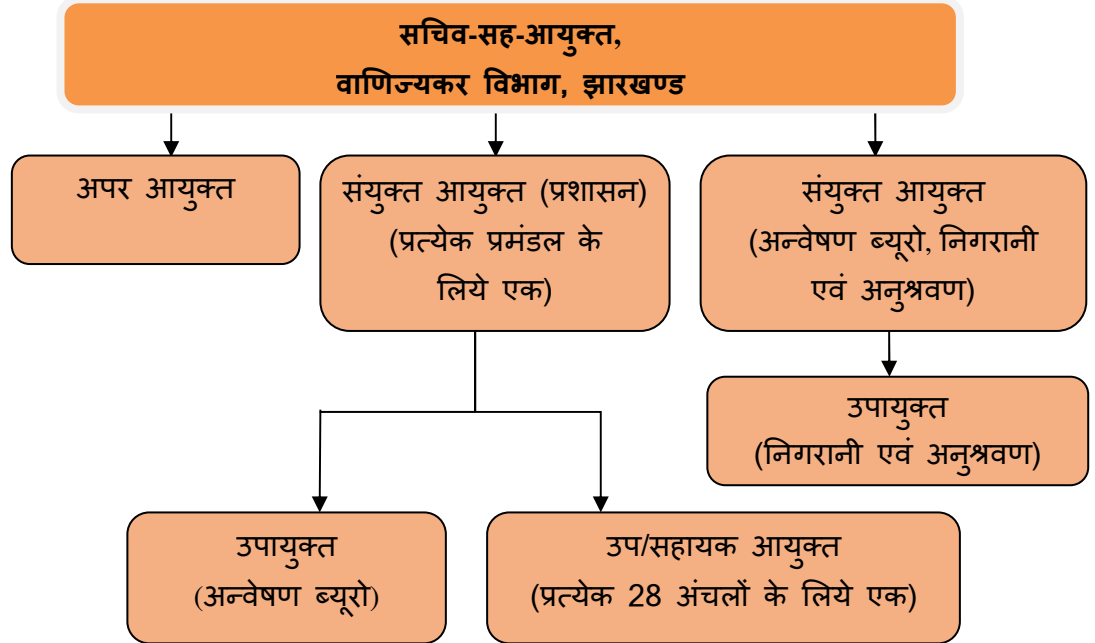 सचिव-सह-आयुक्त,
वाणिज्यकर विभाग, झारखण्ड
अपर आयुक्त
संयुक्त आयुक्त (प्रशासन)
(प्रत्येक प्रमंडल के
लिये एक)
संयुक्त आयुक्त
(अन्वेषण ब्यूरो, निगरानी
एवं अनुश्रवण)
उपायुक्त
(निगरानी एवं अनुश्रवण)
उपायुक्त
(अन्वेषण ब्यूरो)
उप/सहायक आयुक्त
(प्रत्येक 28 अंचलों के लिये एक)